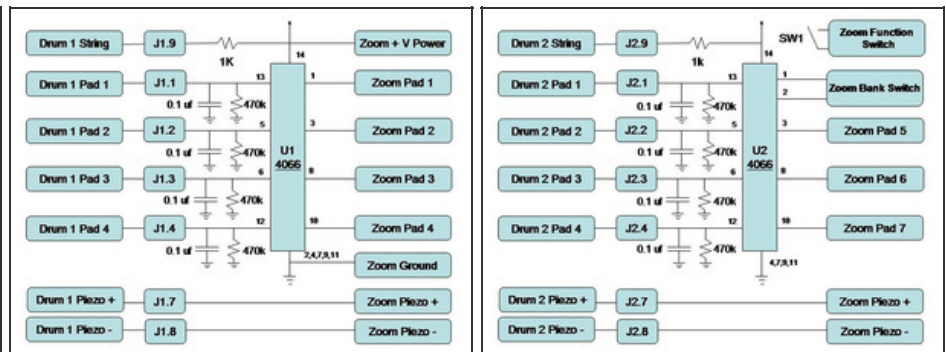 Drum 1 String
J1.9
1K
14
Zoom + V Power
Drum 1 Pad 1
J1.1
13
1
Zoom Pad 1
0.1 uf
470k
Drum 1 Pad 2
J1.2
5
3
Zoom Pad 2
0.1 uf
470k
U1
4066
Drum 1 Pad 3
J1.3
6
8
Zoom Pad 3
0.1 uf
470k
Drum 1 Pad 4
J1.4
12
10
Zoom Pad 4
0.1 uf
470k
2,4,7,9,11
Zoom Ground
Drum 1 Piezo +
J1.7
Zoom Piezo +
Drum 1 Piezo -
J1.8
Zoom Piezo -
Drum 2 String
J2.9
1k
14
SW1
Zoom Function
Switch
Drum 2 Pad 1
J2.1
13
1
2
Zoom Bank Switch
0.1 uf
470k
Drum 2 Pad 2
J2.2
5
3
Zoom Pad 5
0.1 uf
470k
U2
4066
Drum 2 Pad 3
J2.3
6
8
Zoom Pad 6
0.1 uf
470k
Drum 2 Pad 4
J2.4
12
10
Zoom Pad 7
0.1 uf
470k
4,7,9,11
Drum 2 Piezo +
J2.7
Zoom Piezo +
Drum 2 Piezo -
J2.8
Zoom Piezo -